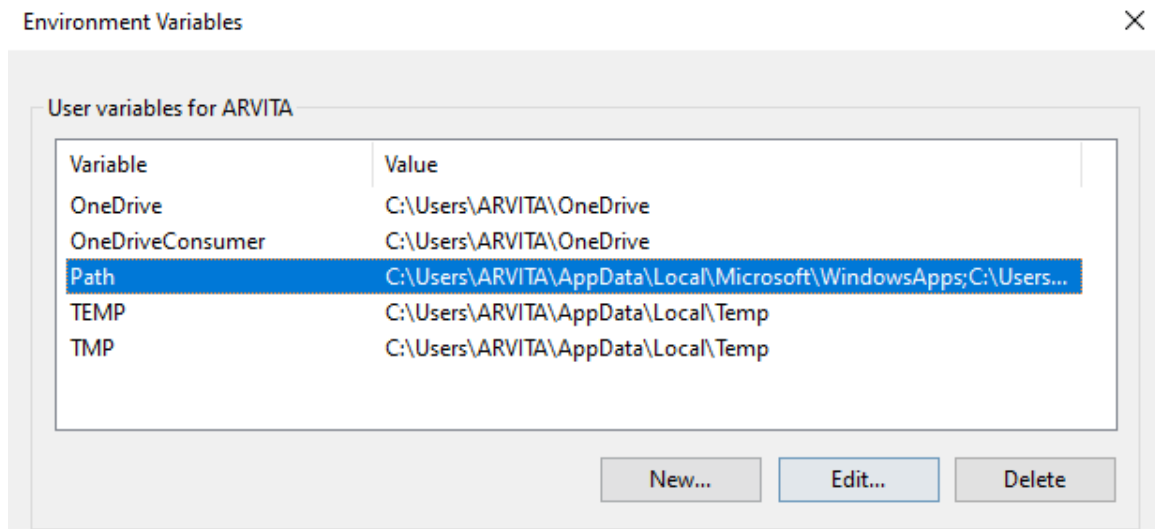 Environment Variables
User variables for ARVITA
Variable Value
OneDrive C:\Users\ARVITA\OneDrive
OneDriveConsumer C:\Users\ARVITA\OneDrive
Path C:\Users\ARVITA\AppData\Local\Microsoft\WindowsApps;C:\Users...
TEMP C:\Users\ARVITA\AppData\Local\Temp
TMP C:\Users\ARVITA\AppData\Local\Temp
New... Edit... Delete